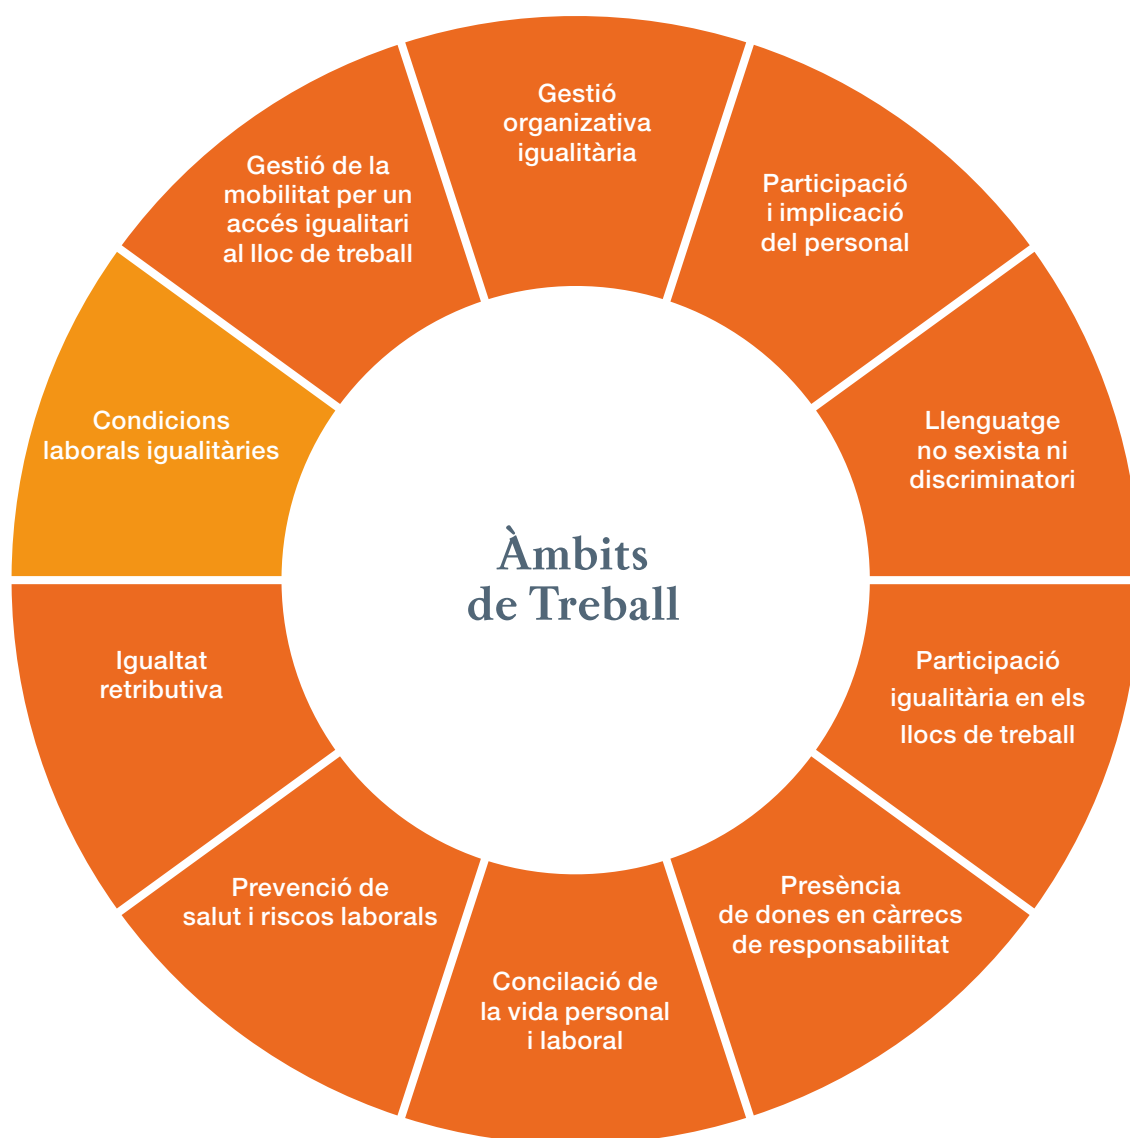 Gestió
organizativa
igualitària
Participació
i implicació
del personal
Llenguatge
no sexista ni
discriminatori
Participació
igualitària en els
llocs de treball
Presència
de dones en càrrecs
de responsabilitat
Concilació de
la vida personal
i laboral
Prevenció de
salut i riscos laborals
Igualtat
retributiva
Condicions
laborals igualitàries
Gestió de la
mobilitat per un
accés igualitari
al lloc de treball
Àmbits
de Treball